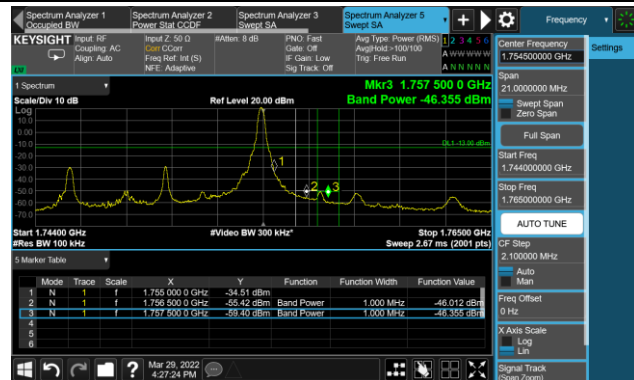 Spectrum Analyzer 1
Occupied BW
Spectrum Analyzer 2
Power Stat CCDF
Spectrum Analyzer 3
Swept SA
Spectrum Analyzer 5
Swept SA
Frequency
KEYSIGHT
Input: RF
Coupling: AC
Align: Auto
Input Z: 50 Ω
Corr CCorr
Freq Ref: Int (S)
NFE: Adaptive
#Atten: 8 dB
PNO: Fast
Gate: Off
IF Gain: Low
Sig Track: Off
Avg Type: Power (RMS)
Avg|Hold:>100/100
Trig: Free Run
1 2 3 4 5 6
A W W W W W
A N N N N N
1 Spectrum
Scale/Div 10 dB
Ref Level 20.00 dBm
Mkr3 1.757 500 0 GHz
Band Power -46.355 dBm
Log
10.0
0.00
-10.0
-20.0
-30.0
-40.0
-50.0
-60.0
-70.0
DL1 -13.00 dBm
1
2
3
Start 1.74400 GHz
#Res BW 100 kHz
#Video BW 300 kHz*
Stop 1.76500 GHz
Sweep 2.67 ms (2001 pts)
5 Marker Table
Mode Trace Scale X Y Function Function Width Function Value
1 N 1 f 1.755 000 0 GHz -34.51 dBm
2 N 1 f 1.756 500 0 GHz -55.42 dBm Band Power 1.000 MHz -46.012 dBm
3 N 1 f 1.757 500 0 GHz -59.40 dBm Band Power 1.000 MHz -46.355 dBm
4
5
6
Mar 29, 2022
4:27:24 PM
Settings
Center Frequency
1.754500000 GHz
Span
21.0000000 MHz
Swept Span
Zero Span
Full Span
Start Freq
1.744000000 GHz
Stop Freq
1.765000000 GHz
AUTO TUNE
CF Step
2.100000 MHz
Auto
Man
Freq Offset
0 Hz
X Axis Scale
Log
Lin
Signal Track
(Span Zoom)